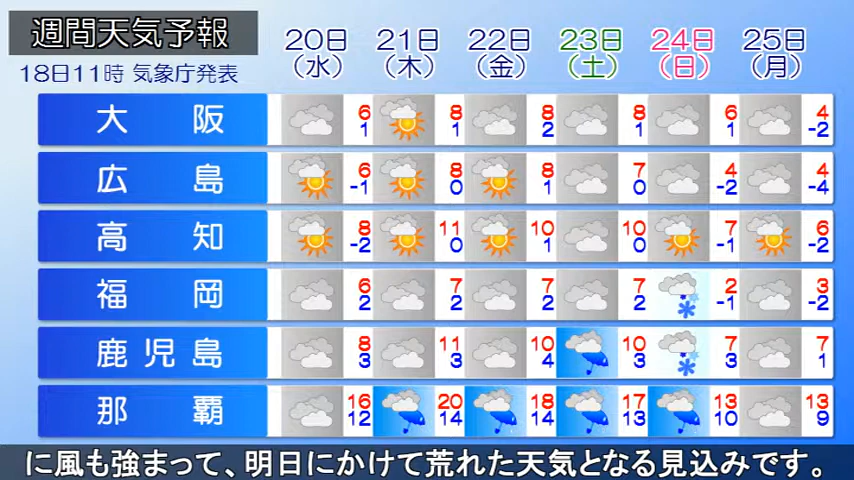 週間天気予報
18日11時 気象庁発表
20日 21日 22日 23日 24日 25日
(水) (木) (金) (土) (日) (月)
大阪 6 1 8 1 8 2 8 1 6 1 4 -2
広島 6 -1 8 0 8 1 7 0 4 -2 4 -4
高知 8 -2 11 0 10 1 10 0 7 -1 6 -2
福岡 6 2 7 2 7 2 7 2 2 -1 3 -2
鹿児島 8 3 11 3 10 4 10 3 7 3 7 1
那覇 16 12 20 14 18 14 17 13 13 10 13 9
に風も強まって、明日にかけて荒れた天気となる見込みです。